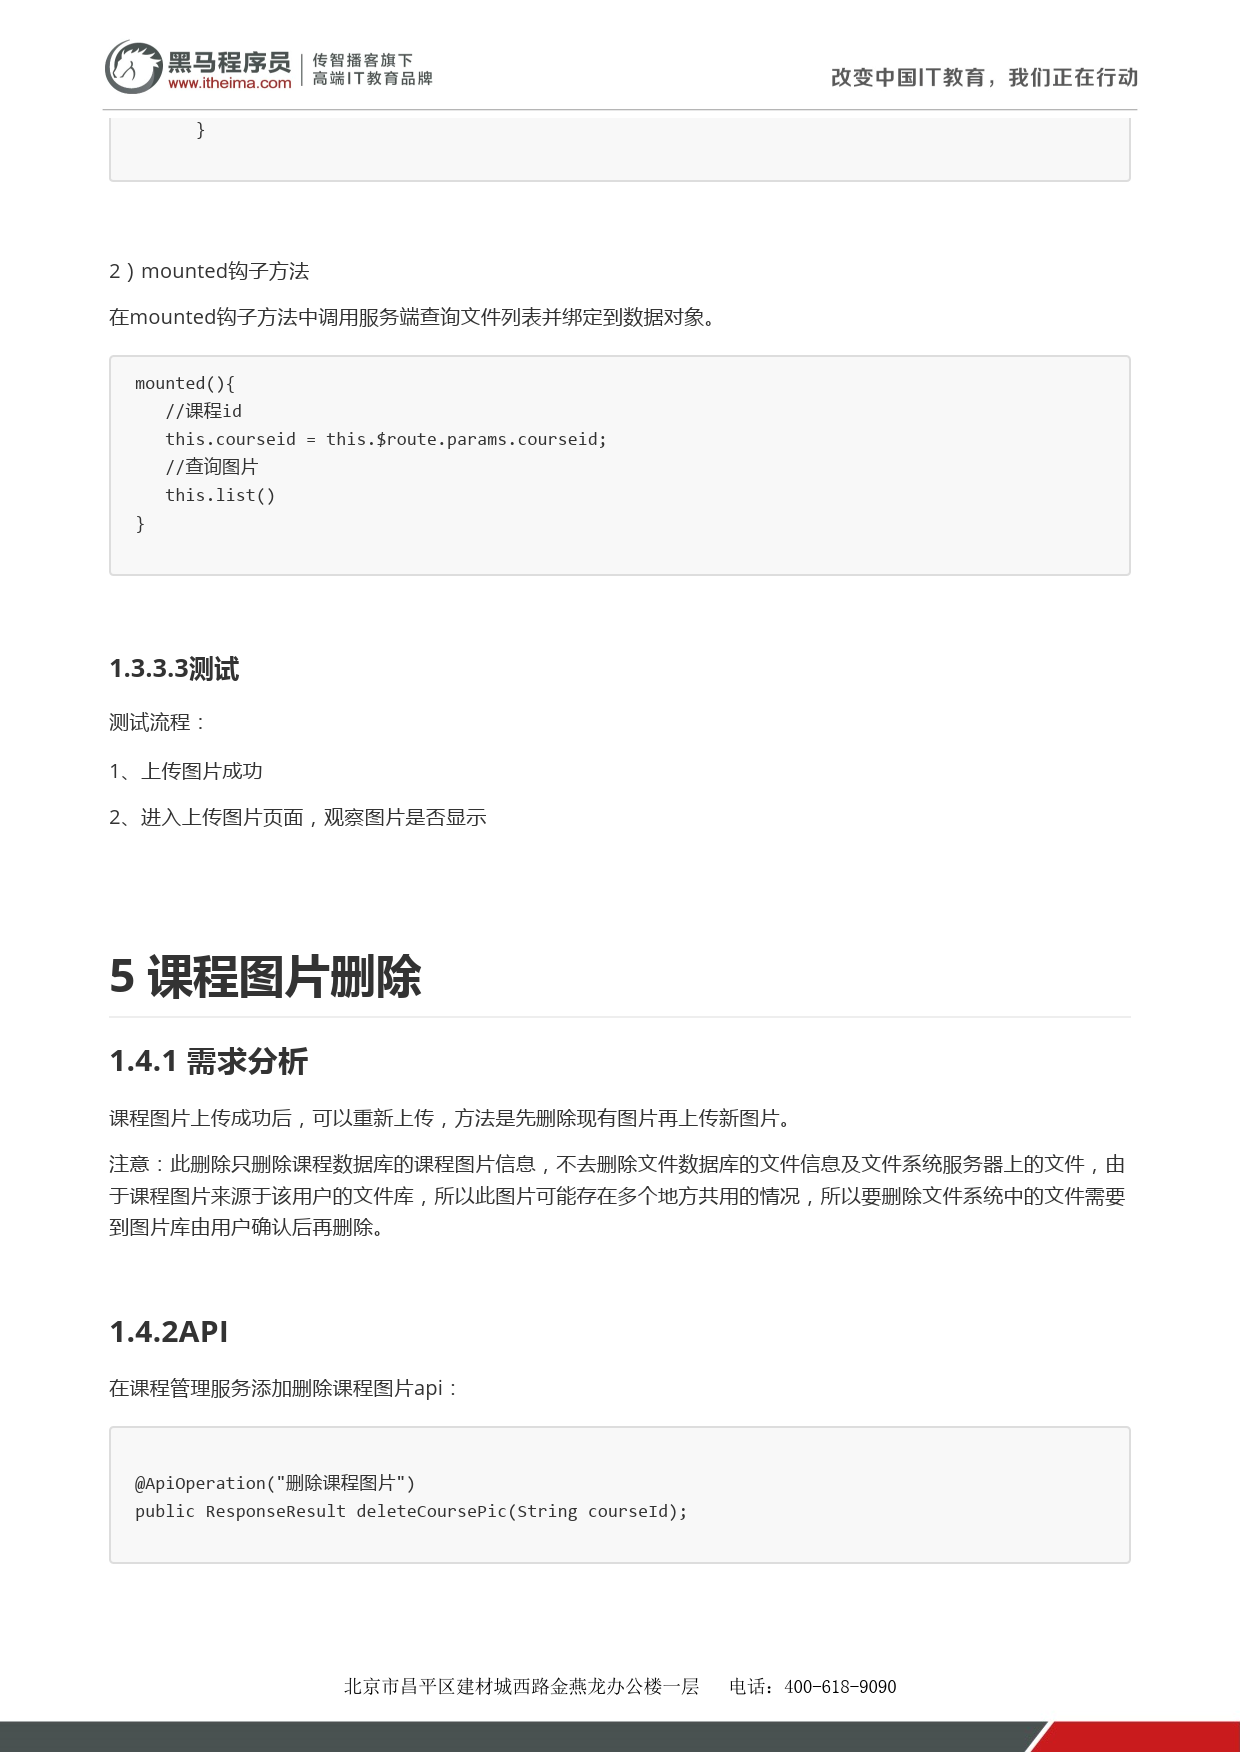 黑马程序员
www.itheima.com
传智播客旗下
高端IT教育品牌
改变中国IT教育，我们正在行动
}
2）mounted钩子方法
在mounted钩子方法中调用服务端查询文件列表并绑定到数据对象。
mounted(){
//课程id
this.courseid = this.$route.params.courseid;
//查询图片
this.list()
}
1.3.3.3测试
测试流程：
1、上传图片成功
2、进入上传图片页面，观察图片是否显示
5 课程图片删除
1.4.1 需求分析
课程图片上传成功后，可以重新上传，方法是先删除现有图片再上传新图片。
注意：此删除只删除课程数据库的课程图片信息，不去删除文件数据库的文件信息及文件系统服务器上的文件，由
于课程图片来源于该用户的文件库，所以此图片可能存在多个地方共用的情况，所以要删除文件系统中的文件需要
到图片库由用户确认后再删除。
1.4.2API
在课程管理服务添加删除课程图片api：
@ApiOperation("删除课程图片")
public ResponseResult deleteCoursePic(String courseId);
北京市昌平区建材城西路金燕龙办公楼一层 电话：400-618-9090